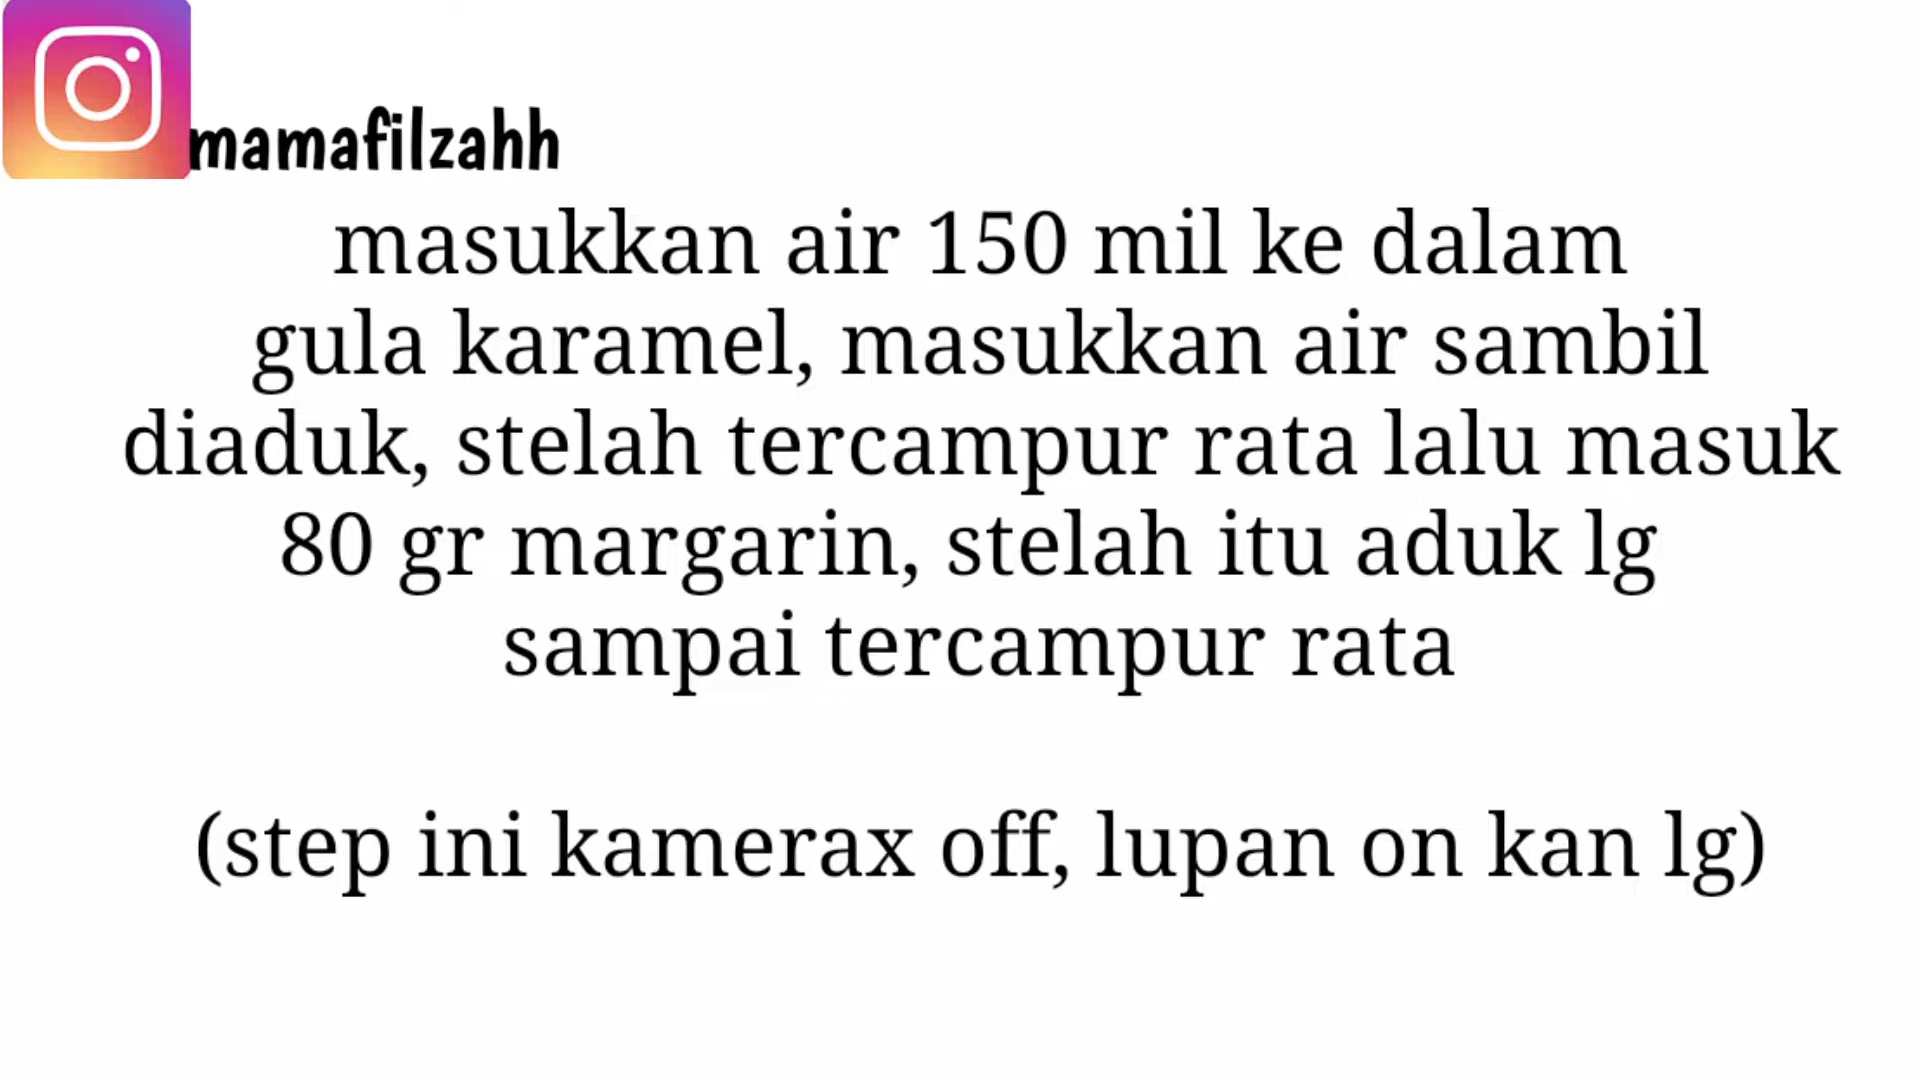 mamafilzahh
masukkan air 150 mil ke dalam
gula karamel, masukkan air sambil
diaduk, stelah tercampur rata lalu masuk
80 gr margarin, stelah itu aduk lg
sampai tercampur rata
(step ini kamerax off, lupan on kan lg)